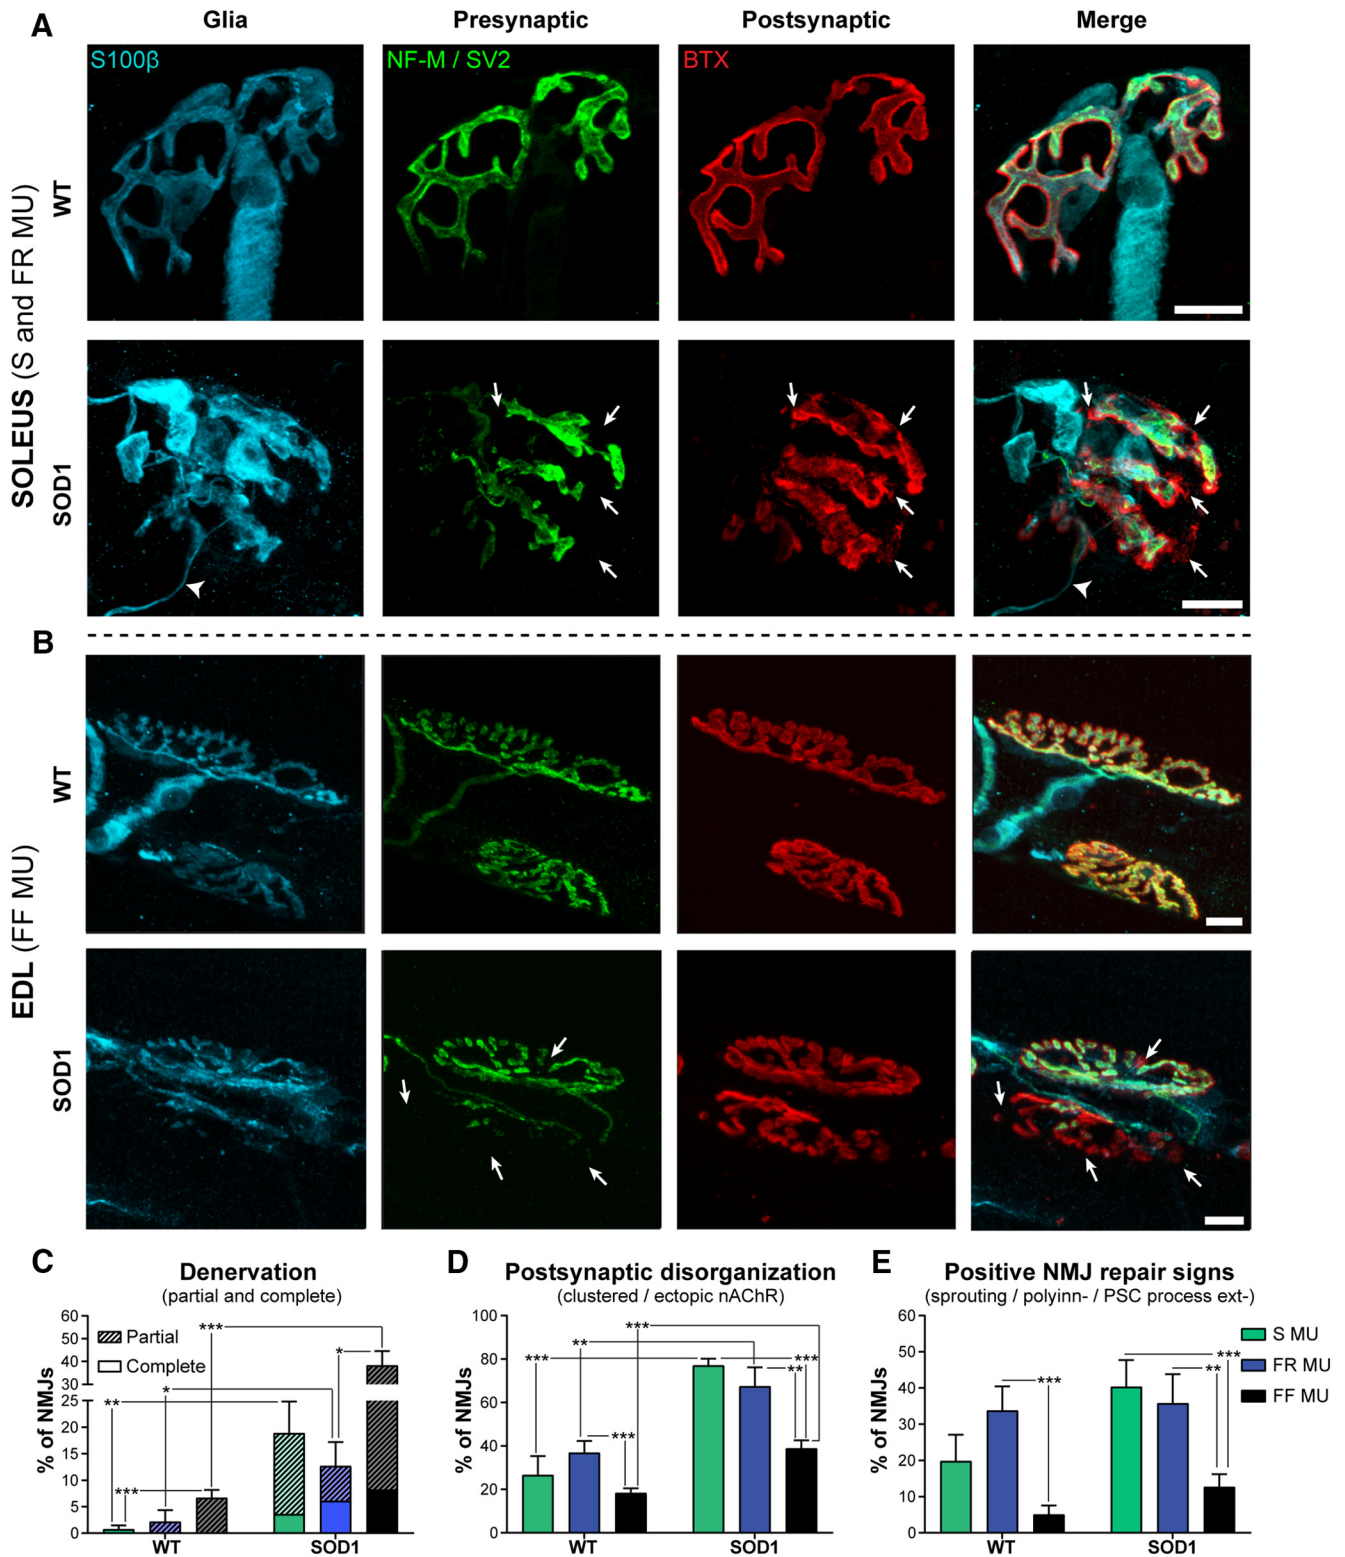 A
Glia
Presynaptic
Postsynaptic
Merge
S100β
NF-M / SV2
BTX
SOLEUS (S and FR MU)
WT
SOD1
B
EDL (FF MU)
WT
SOD1
C
Denervation
(partial and complete)
% of NMJs
60
50
40
30
25
20
15
10
5
0
Partial
Complete
***
*
*
**
***
WT
SOD1
D
Postsynaptic disorganization
(clustered / ectopic nAChR)
% of NMJs
100
80
60
40
20
0
***
**
***
***
**
***
WT
SOD1
E
Positive NMJ repair signs
(sprouting / polyinn- / PSC process ext-)
% of NMJs
60
50
40
30
20
10
0
***
***
**
WT
SOD1
S MU
FR MU
FF MU